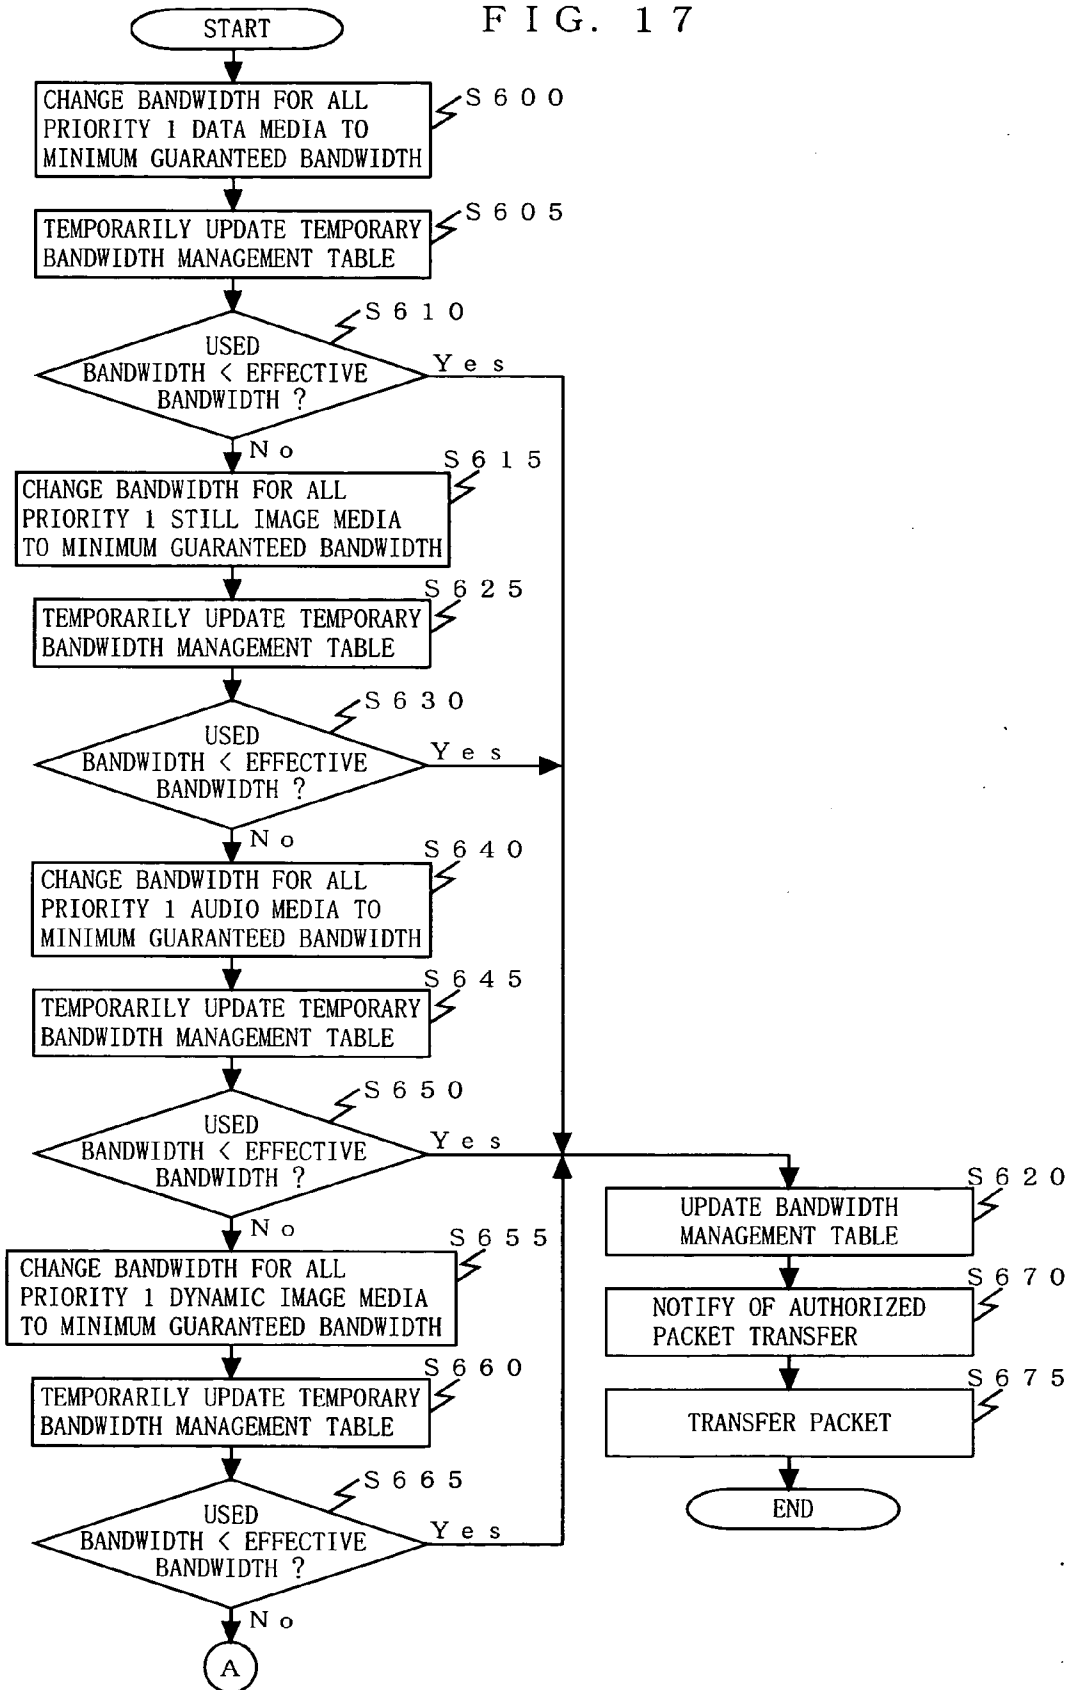 FIG. 17
START
CHANGE BANDWIDTH FOR ALL
PRIORITY 1 DATA MEDIA TO
MINIMUM GUARANTEED BANDWIDTH
S600
TEMPORARILY UPDATE TEMPORARY
BANDWIDTH MANAGEMENT TABLE
S605
USED
BANDWIDTH < EFFECTIVE
BANDWIDTH ?
S610
Yes
No
CHANGE BANDWIDTH FOR ALL
PRIORITY 1 STILL IMAGE MEDIA
TO MINIMUM GUARANTEED BANDWIDTH
S615
TEMPORARILY UPDATE TEMPORARY
BANDWIDTH MANAGEMENT TABLE
S625
USED
BANDWIDTH < EFFECTIVE
BANDWIDTH ?
S630
Yes
No
CHANGE BANDWIDTH FOR ALL
PRIORITY 1 AUDIO MEDIA TO
MINIMUM GUARANTEED BANDWIDTH
S640
TEMPORARILY UPDATE TEMPORARY
BANDWIDTH MANAGEMENT TABLE
S645
USED
BANDWIDTH < EFFECTIVE
BANDWIDTH ?
S650
Yes
No
CHANGE BANDWIDTH FOR ALL
PRIORITY 1 DYNAMIC IMAGE MEDIA
TO MINIMUM GUARANTEED BANDWIDTH
S655
TEMPORARILY UPDATE TEMPORARY
BANDWIDTH MANAGEMENT TABLE
S660
USED
BANDWIDTH < EFFECTIVE
BANDWIDTH ?
S665
Yes
No
A
UPDATE BANDWIDTH
MANAGEMENT TABLE
S620
NOTIFY OF AUTHORIZED
PACKET TRANSFER
S670
TRANSFER PACKET
S675
END